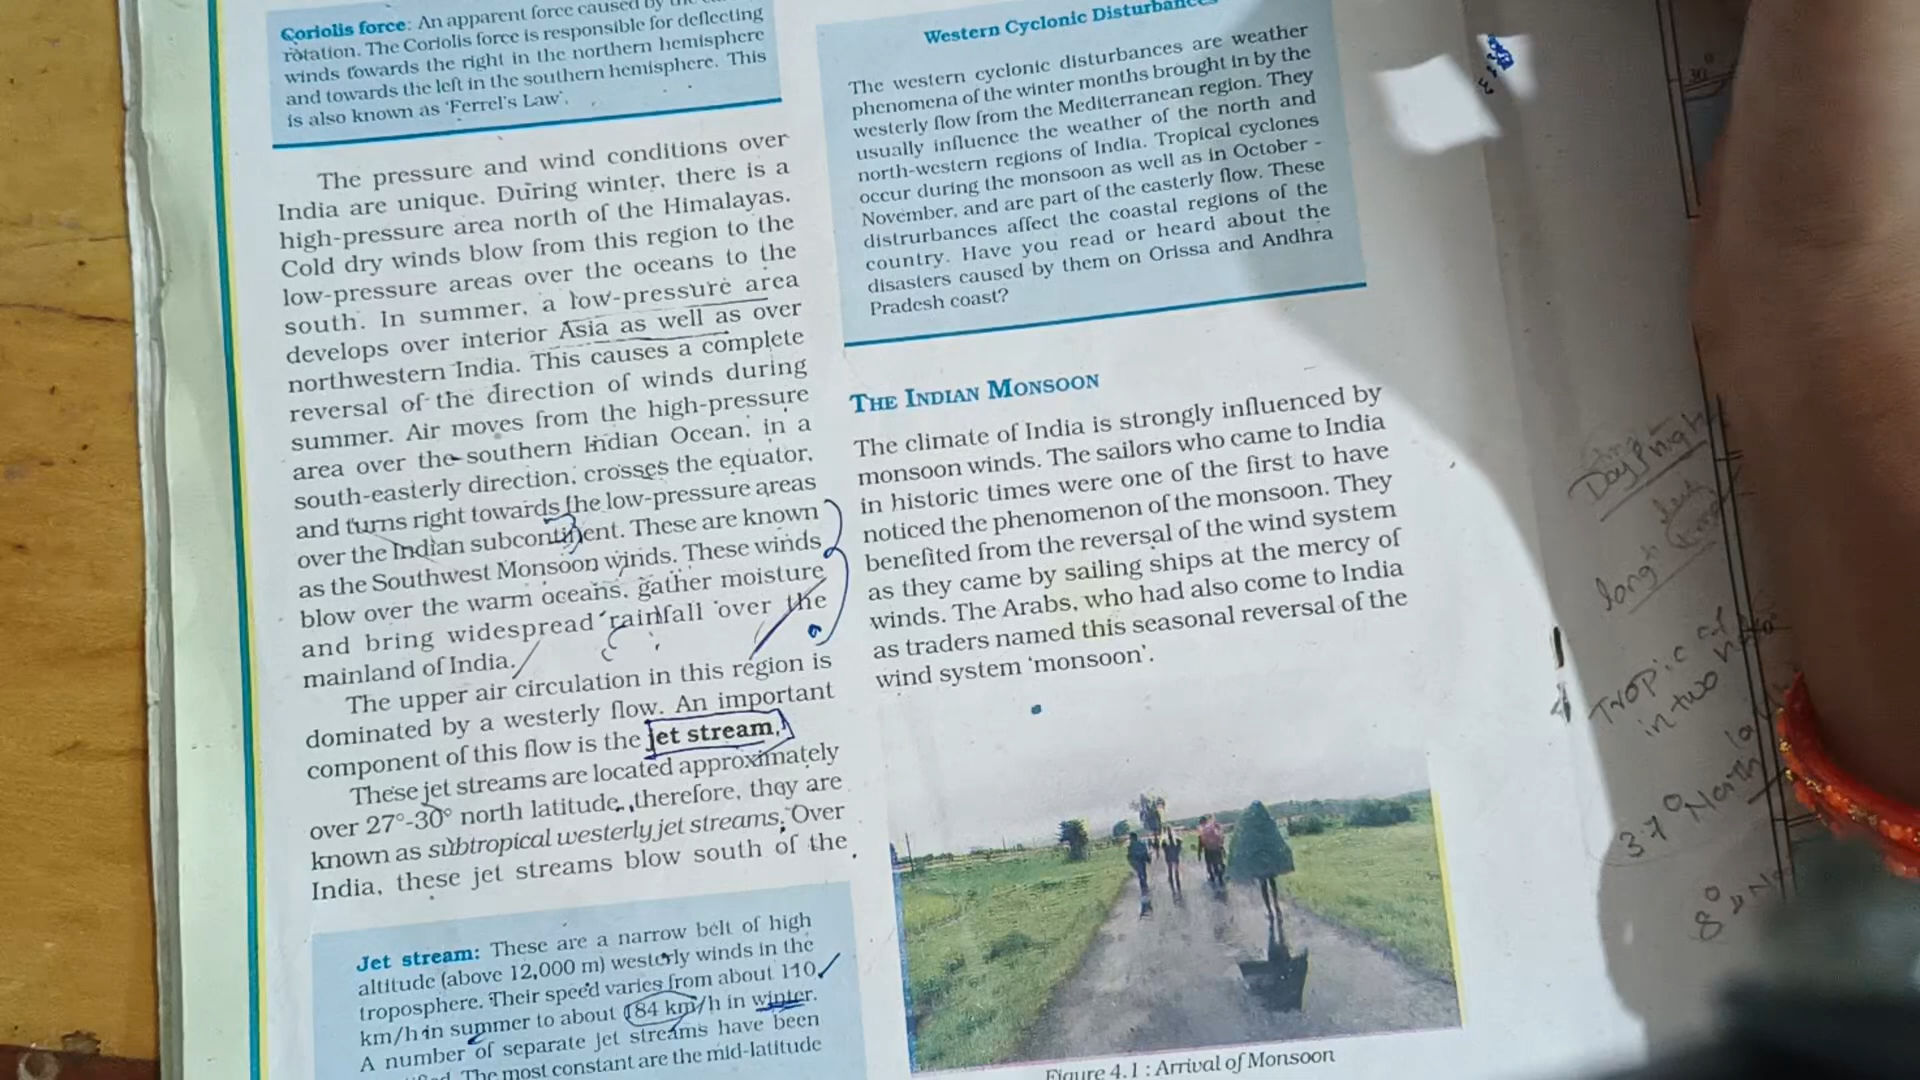 Coriolis force: An apparent force caused by the
rotation. The Coriolis force is responsible for deflecting
winds towards the right in the northern hemisphere
and towards the left in the southern hemisphere. This
is also known as 'Ferrel's Law'.
The pressure and wind conditions over
India are unique. During winter, there is a
high-pressure area north of the Himalayas.
Cold dry winds blow from this region to the
low-pressure areas over the oceans to the
south. In summer, a low-pressure area
develops over interior Asia as well as over
northwestern India. This causes a complete
reversal of the direction of winds during
summer. Air moves from the high-pressure
area over the southern Indian Ocean, in a
south-easterly direction, crosses the equator,
and turns right towards the low-pressure areas
over the Indian subcontinent. These are known
as the Southwest Monsoon winds. These winds
blow over the warm oceans, gather moisture
and bring widespread rainfall over the
mainland of India.
The upper air circulation in this region is
dominated by a westerly flow. An important
component of this flow is the jet stream.
These jet streams are located approximately
over 27°-30° north latitude, therefore, they are
known as subtropical westerly jet streams. Over
India, these jet streams blow south of the
Jet stream: These are a narrow belt of high
altitude (above 12,000 m) westerly winds in the
troposphere. Their speed varies from about 110
km/h in summer to about 184 km/h in winter.
A number of separate jet streams have been
The most constant are the mid-latitude
Western Cyclonic Disturbances
The western cyclonic disturbances are weather
phenomena of the winter months brought in by the
westerly flow from the Mediterranean region. They
usually influence the weather of the north and
north-western regions of India. Tropical cyclones
occur during the monsoon as well as in October -
November, and are part of the easterly flow. These
distrurbances affect the coastal regions of the
country. Have you read or heard about the
disasters caused by them on Orissa and Andhra
Pradesh coast?
THE INDIAN MONSOON
The climate of India is strongly influenced by
monsoon winds. The sailors who came to India
in historic times were one of the first to have
noticed the phenomenon of the monsoon. They
benefited from the reversal of the wind system
as they came by sailing ships at the mercy of
winds. The Arabs, who had also come to India
as traders named this seasonal reversal of the
wind system 'monsoon'.
Figure 4.1 : Arrival of Monsoon
Day
long
Tropic of
in two
37° North
8°